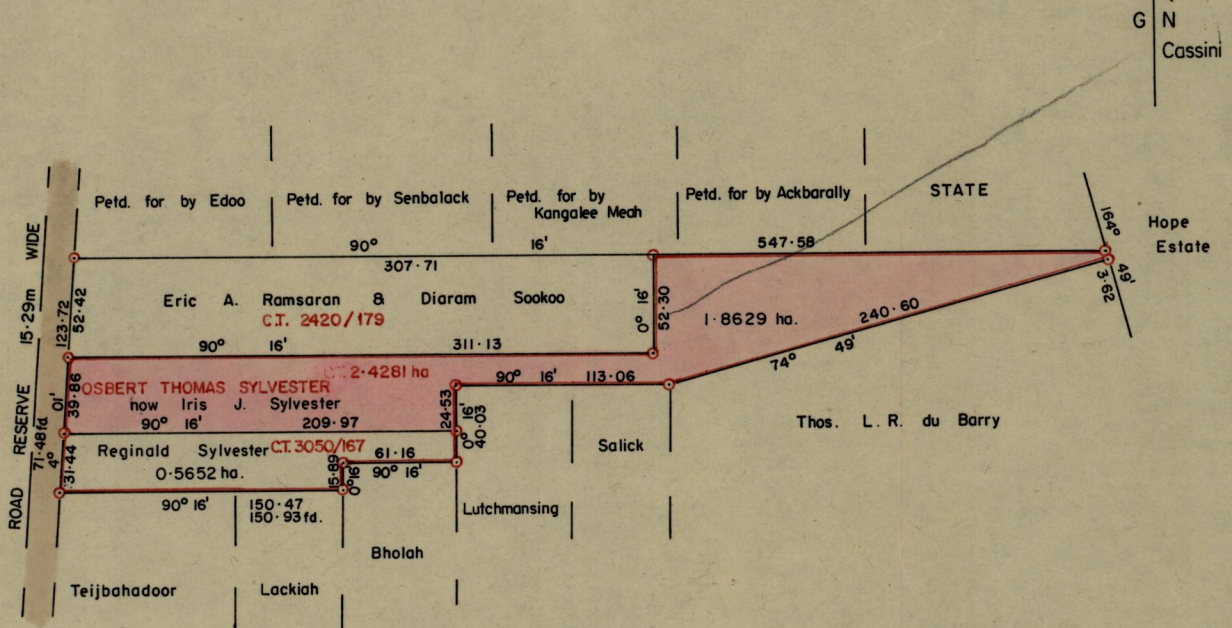 G N
Cassini
Petd. for by Edoo
Petd. for by Senbalack
Petd. for by
Kangalee Meah
Petd. for by Ackbarally
STATE
164° 49'
3·62
Hope
Estate
ROAD RESERVE 15·29m WIDE
90° 16'
307·71
547·58
123·72
52·42
Eric A. Ramsaran & Diaram Sookoo
C.T. 2420/179
0° 16'
52·30
1·8629 ha.
240·60
74° 49'
90° 16' 311·13
C.T. 2·4281 ha
OSBERT THOMAS SYLVESTER
now Iris J. Sylvester
90° 16' 209·97
39·86
4° 01'
71·48fd
24·53
0° 16'
40·03
90° 16' 113·06
Thos. L. R. du Barry
Salick
Reginald Sylvester C.T. 3050/167
0·5652 ha.
31·44
15·89
0° 16'
61·16
90° 16'
90° 16' 150·47
150·93 fd.
Lutchmansing
Bholah
Teijbahadoor
Lackiah